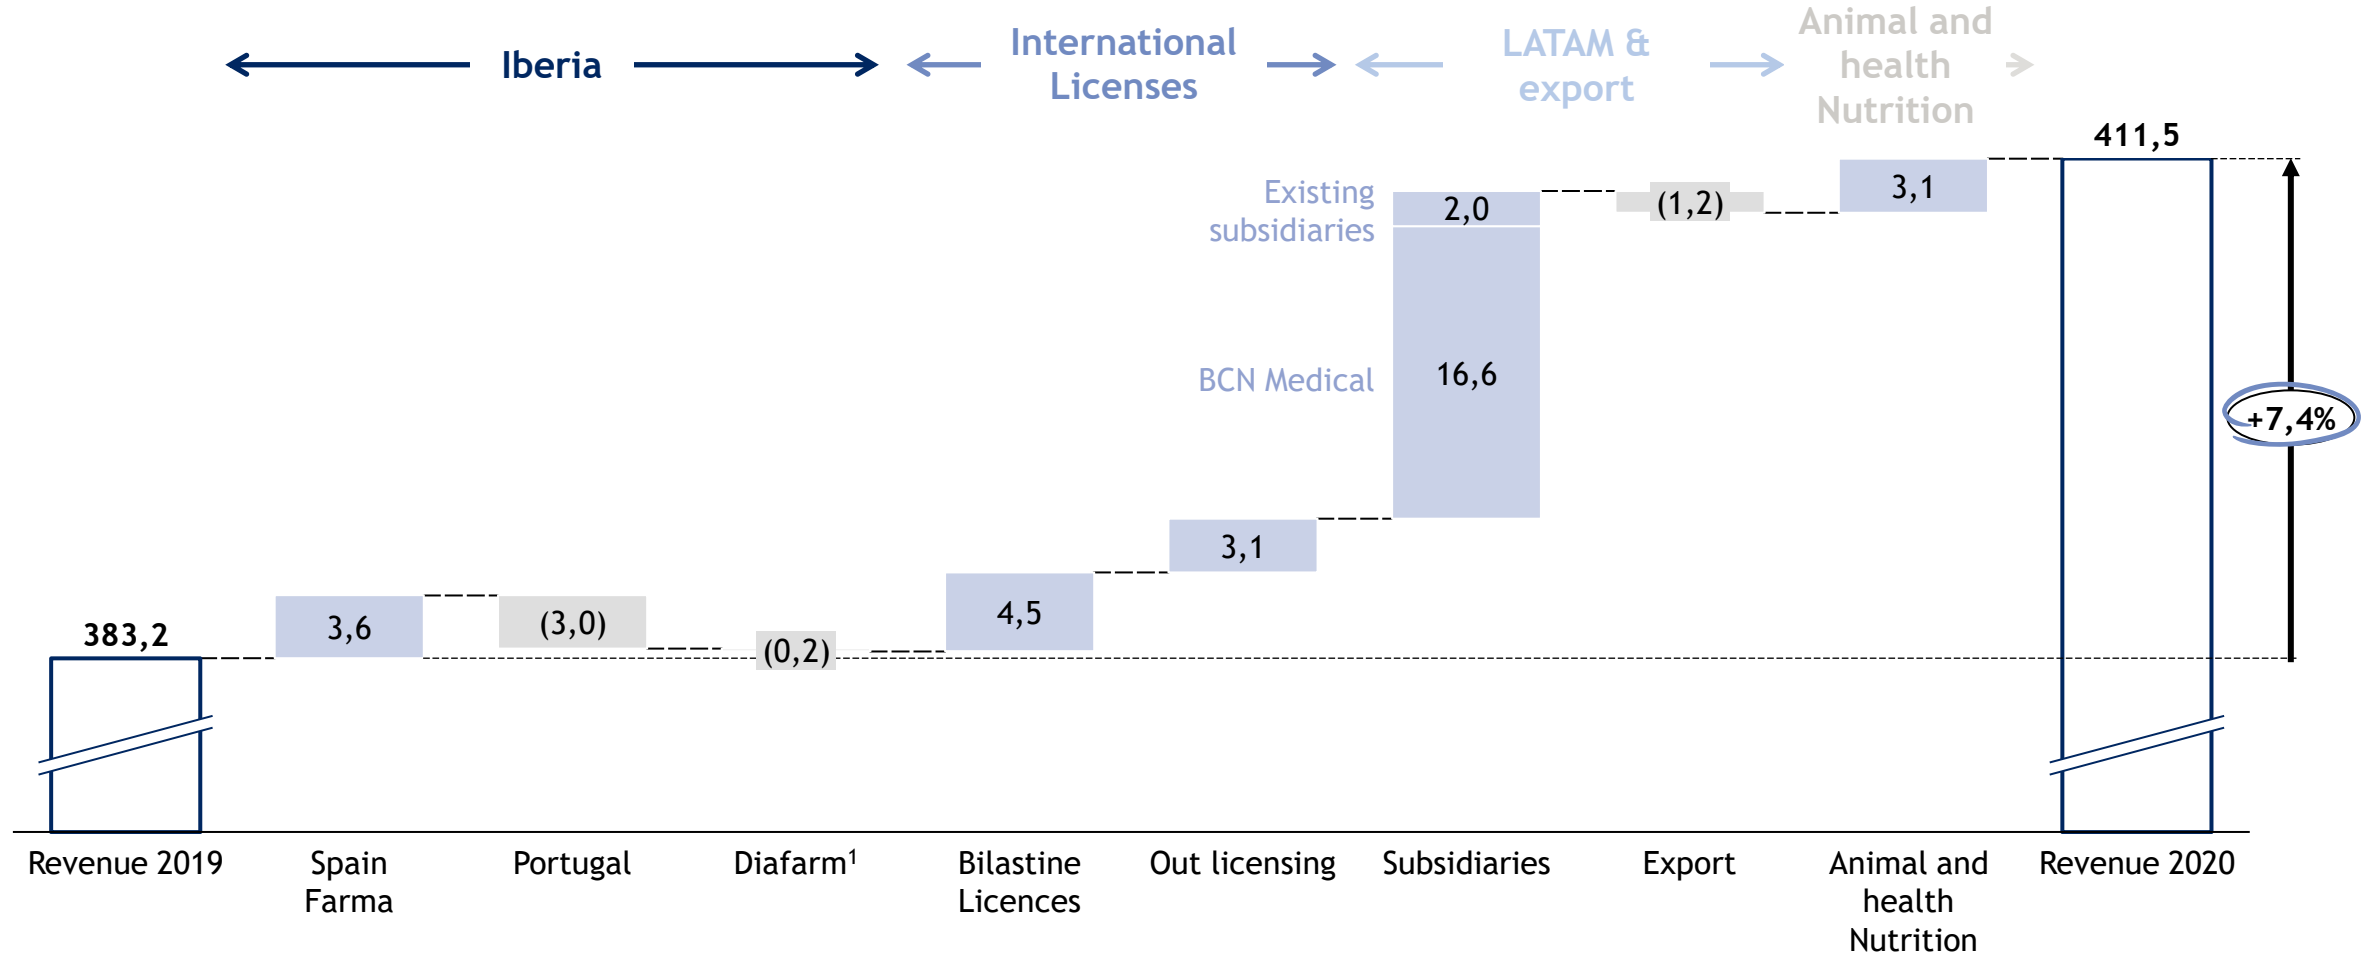 Iberia
International
Licenses
LATAM &
export
Animal and
health
Nutrition
411,5
Existing
subsidiaries
2,0
(1,2)
3,1
BCN Medical
16,6
+7,4%
3,1
4,5
383,2
3,6
(3,0)
(0,2)
Revenue 2019
Spain
Farma
Portugal
Diafarm¹
Bilastine
Licences
Out licensing
Subsidiaries
Export
Animal and
health
Nutrition
Revenue 2020